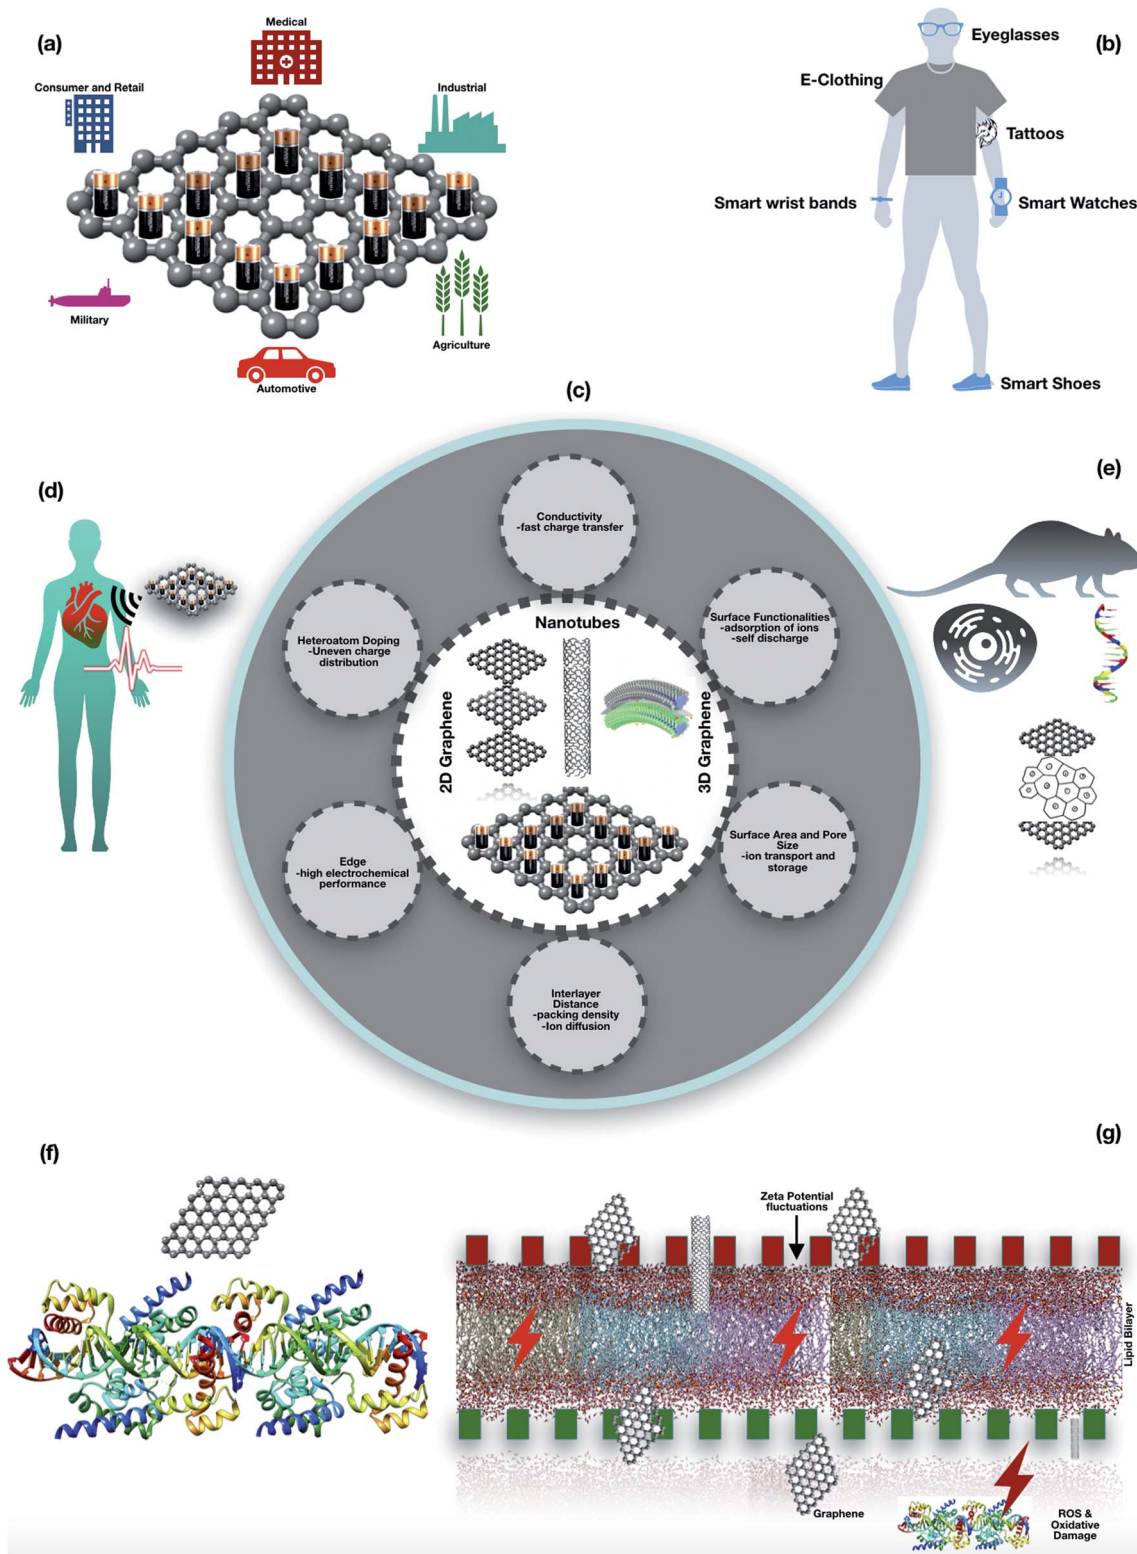 (a)
Medical
Consumer and Retail
Industrial
Military
Agriculture
Automotive
(b)
Eyeglasses
E-Clothing
Tattoos
Smart wrist bands
Smart Watches
Smart Shoes
(c)
Conductivity
-fast charge transfer
Heteroatom Doping
-Uneven charge
distribution
Surface Functionalities
-adsorption of ions
-self discharge
Nanotubes
2D Graphene
3D Graphene
Edge
-high electrochemical
performance
Surface Area and Pore
Size
-ion transport and
storage
Interlayer
Distance
-packing density
-Ion diffusion
(d)
(e)
(f)
(g)
Zeta Potential
fluctuations
Lipid Bilayer
Graphene
ROS &
Oxidative
Damage